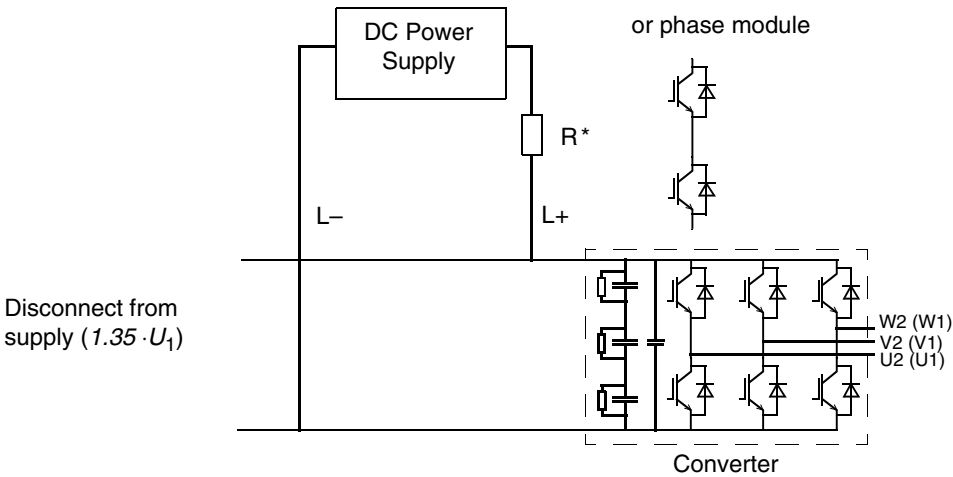 DC Power
Supply
or phase module
R*
L–
L+
Disconnect from
supply (1.35 ·U1)
W2 (W1)
V2 (V1)
U2 (U1)
Converter